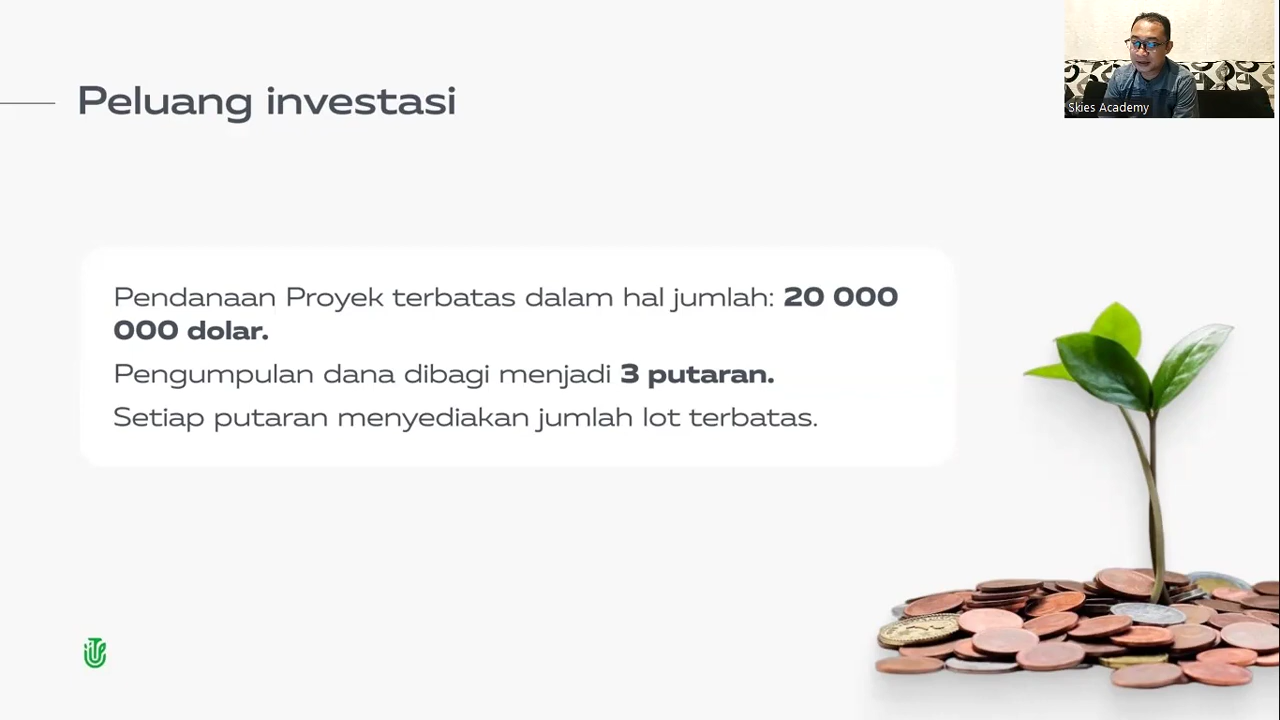 Peluang investasi
Skies Academy
Pendanaan Proyek terbatas dalam hal jumlah: 20 000
000 dolar.
Pengumpulan dana dibagi menjadi 3 putaran.
Setiap putaran menyediakan jumlah lot terbatas.